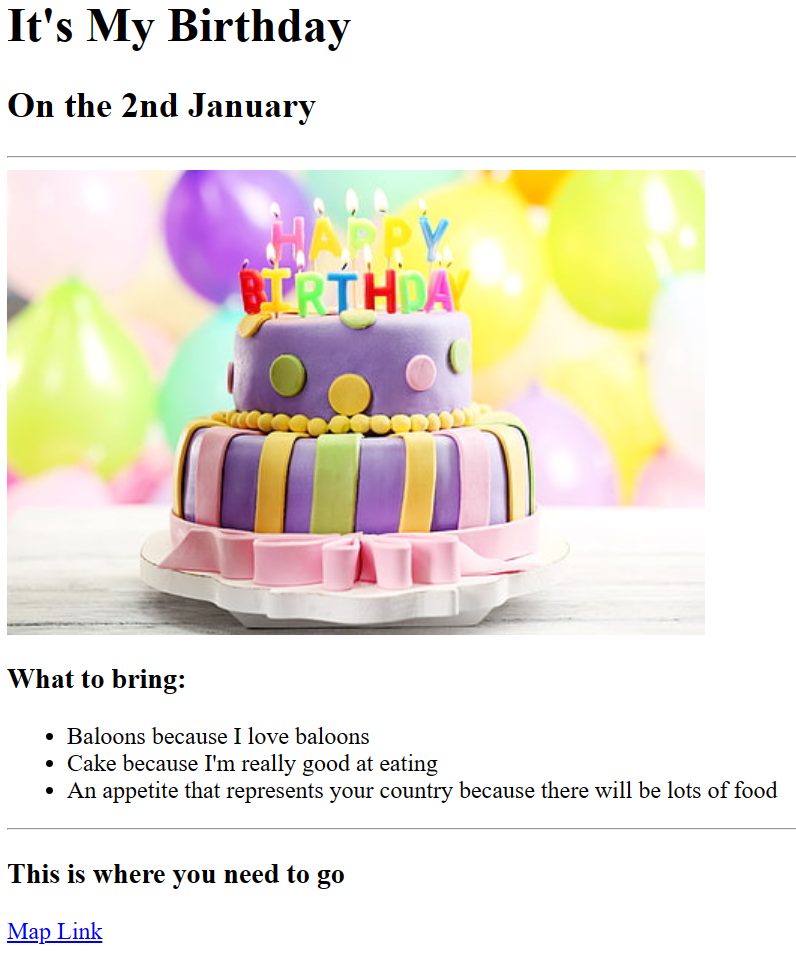 It's My Birthday
On the 2nd January
HAPPY
BIRTHDAY
What to bring:
Baloons because I love baloons
Cake because I'm really good at eating
An appetite that represents your country because there will be lots of food
This is where you need to go
Map Link